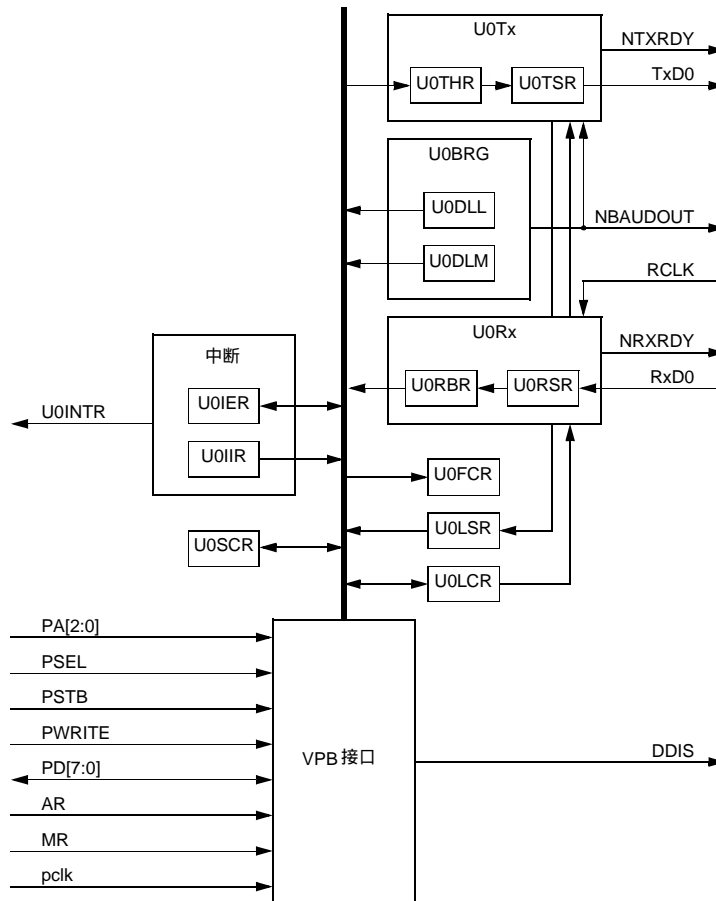 U0Tx
NTXRDY
U0THR
U0TSR
TxD0
U0BRG
U0DLL
NBAUDOUT
U0DLM
RCLK
U0Rx
中断
NRXRDY
U0RBR
U0RSR
RxD0
U0IER
U0INTR
U0IIR
U0FCR
U0SCR
U0LSR
U0LCR
PA[2:0]
PSEL
PSTB
PWRITE
VPB 接口
DDIS
PD[7:0]
AR
MR
pclk